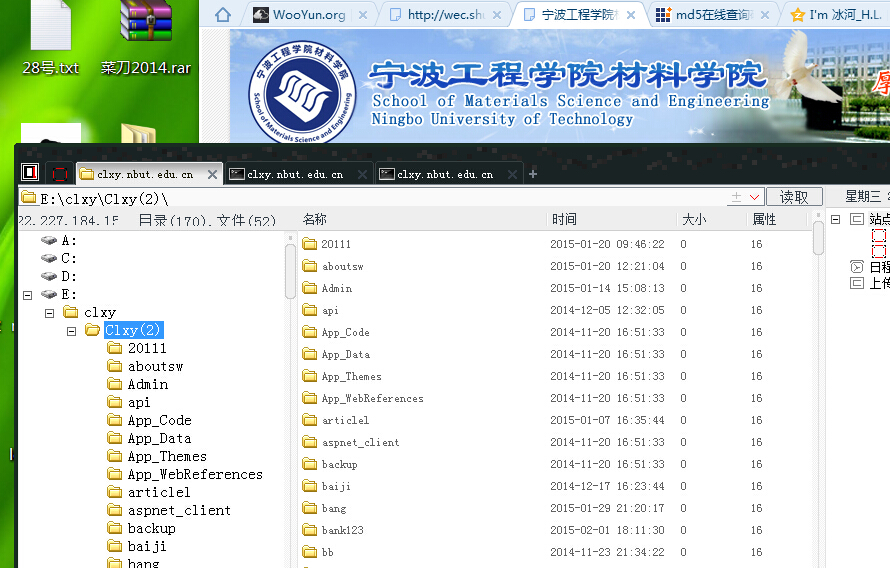 28号.txt
菜刀2014.rar
WooYun.org
http://wec.sh
宁波工程学院
md5在线查询
I'm 冰河_H.L.
宁波工程学院材料学院
School of Materials Science and Engineering
Ningbo University of Technology
宁波工程学院材料学院
School of Materials Science and Engineering
clxy.nbut.edu.cn
clxy.nbut.edu.cn
clxy.nbut.edu.cn
E:\clxy\Clxy(2)\
读取
星期三
22.227.184.15
目录(170),文件(52)
名称 时间 大小 属性
A:
C:
D:
E:
clxy
Clxy(2)
20111
aboutsw
Admin
api
App_Code
App_Data
App_Themes
App_WebReferences
articlel
aspnet_client
backup
baiji
bang
20111 2015-01-20 09:46:22 0 16
aboutsw 2015-01-20 12:21:04 0 16
Admin 2015-01-14 15:08:13 0 16
api 2014-12-05 12:32:05 0 16
App_Code 2014-11-20 16:51:33 0 16
App_Data 2014-11-20 16:51:33 0 16
App_Themes 2014-11-20 16:51:33 0 16
App_WebReferences 2014-11-20 16:51:33 0 16
articlel 2015-01-07 16:35:44 0 16
aspnet_client 2014-11-20 16:51:33 0 16
backup 2014-11-20 16:51:33 0 16
baiji 2014-12-17 16:23:44 0 16
bang 2015-01-29 21:20:17 0 16
bank123 2015-02-01 18:11:30 0 16
bb 2014-11-23 21:34:22 0 16
站点
日程
上传